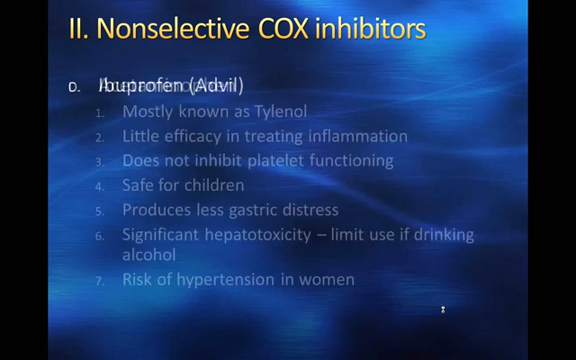 II. Nonselective COX inhibitors
Ibuprofen (Advil)
1. Mostly known as Tylenol
2. Little efficacy in treating inflammation
3. Does not inhibit platelet functioning
4. Safe for children
5. Produces less gastric distress
6. Significant hepatotoxicity – limit use if drinking
alcohol
7. Risk of hypertension in women